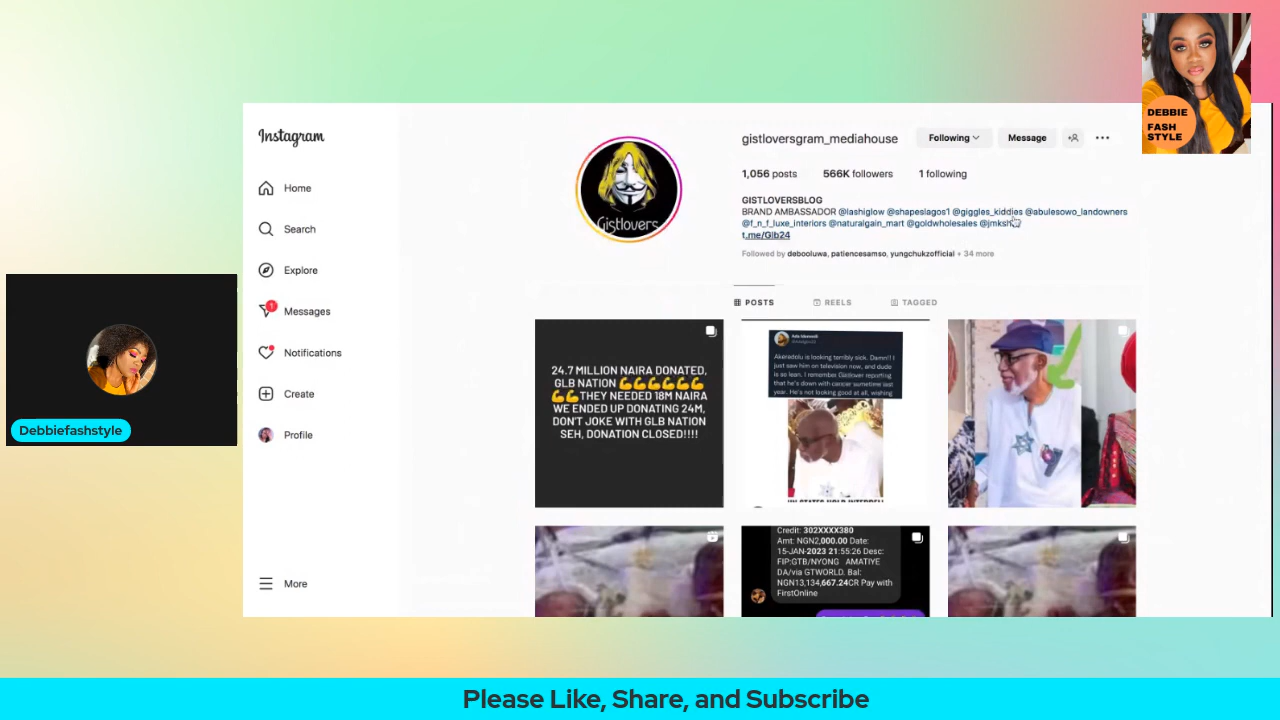 DEBBIE
FASH
STYLE
Instagram
Home
Search
Explore
1
Messages
Notifications
Create
Profile
More
gistloversgram_mediahouse
Following
Message
1,056 posts 566K followers 1 following
GISTLOVERSBLOG
BRAND AMBASSADOR @lashiglow @shapeslagos1 @giggles_kiddies @abulesowo_landowners
@f_n_f_luxe_interiors @naturalgain_mart @goldwholesales @jmksh
t.me/Glb24
Followed by debooluwa, patiencesamso, yungchukzofficial + 34 more
POSTS
REELS
TAGGED
Gistlovers
24.7 MILLION NAIRA DONATED,
GLB NATION 💪💪💪💪💪💪
💪💪THEY NEEDED 18M NAIRA
WE ENDED UP DONATING 24M,
DON'T JOKE WITH GLB NATION
SEH, DONATION CLOSED!!!!
Akeredolu is looking terribly sick. Damn!! I
just saw him on television now, and dude
is so lean. I remember Gistlover reporting
that he's down with cancer sumetime last
year. He's not looking good at all, wishing
Credit: 302XXXX380
Amt: NGN2,000.00 Date:
15-JAN-2023 21:55:26 Desc:
FIP:GTB/NYONG AMATIYE
DA/via GTWORLD. Bal:
NGN13,134,667.24CR Pay with
FirstOnline
Debbiefashstyle
Please Like, Share, and Subscribe